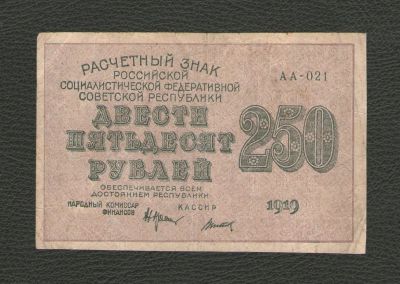 РАСЧЕТНЫЙ ЗНАК
РОССИЙСКОЙ
СОЦИАЛИСТИЧЕСКОЙ ФЕДЕРАТИВНОЙ
СОВЕТСКОЙ РЕСПУБЛИКИ
АА-021
ДВЕСТИ
ПЯТЬДЕСЯТ
РУБЛЕЙ
250
ОБЕСПЕЧИВАЕТСЯ ВСЕМ
ДОСТОЯНИЕМ РЕСПУБЛИКИ.
НАРОДНЫЙ КОМИССАР
ФИНАНСОВ
КАССИР
1919